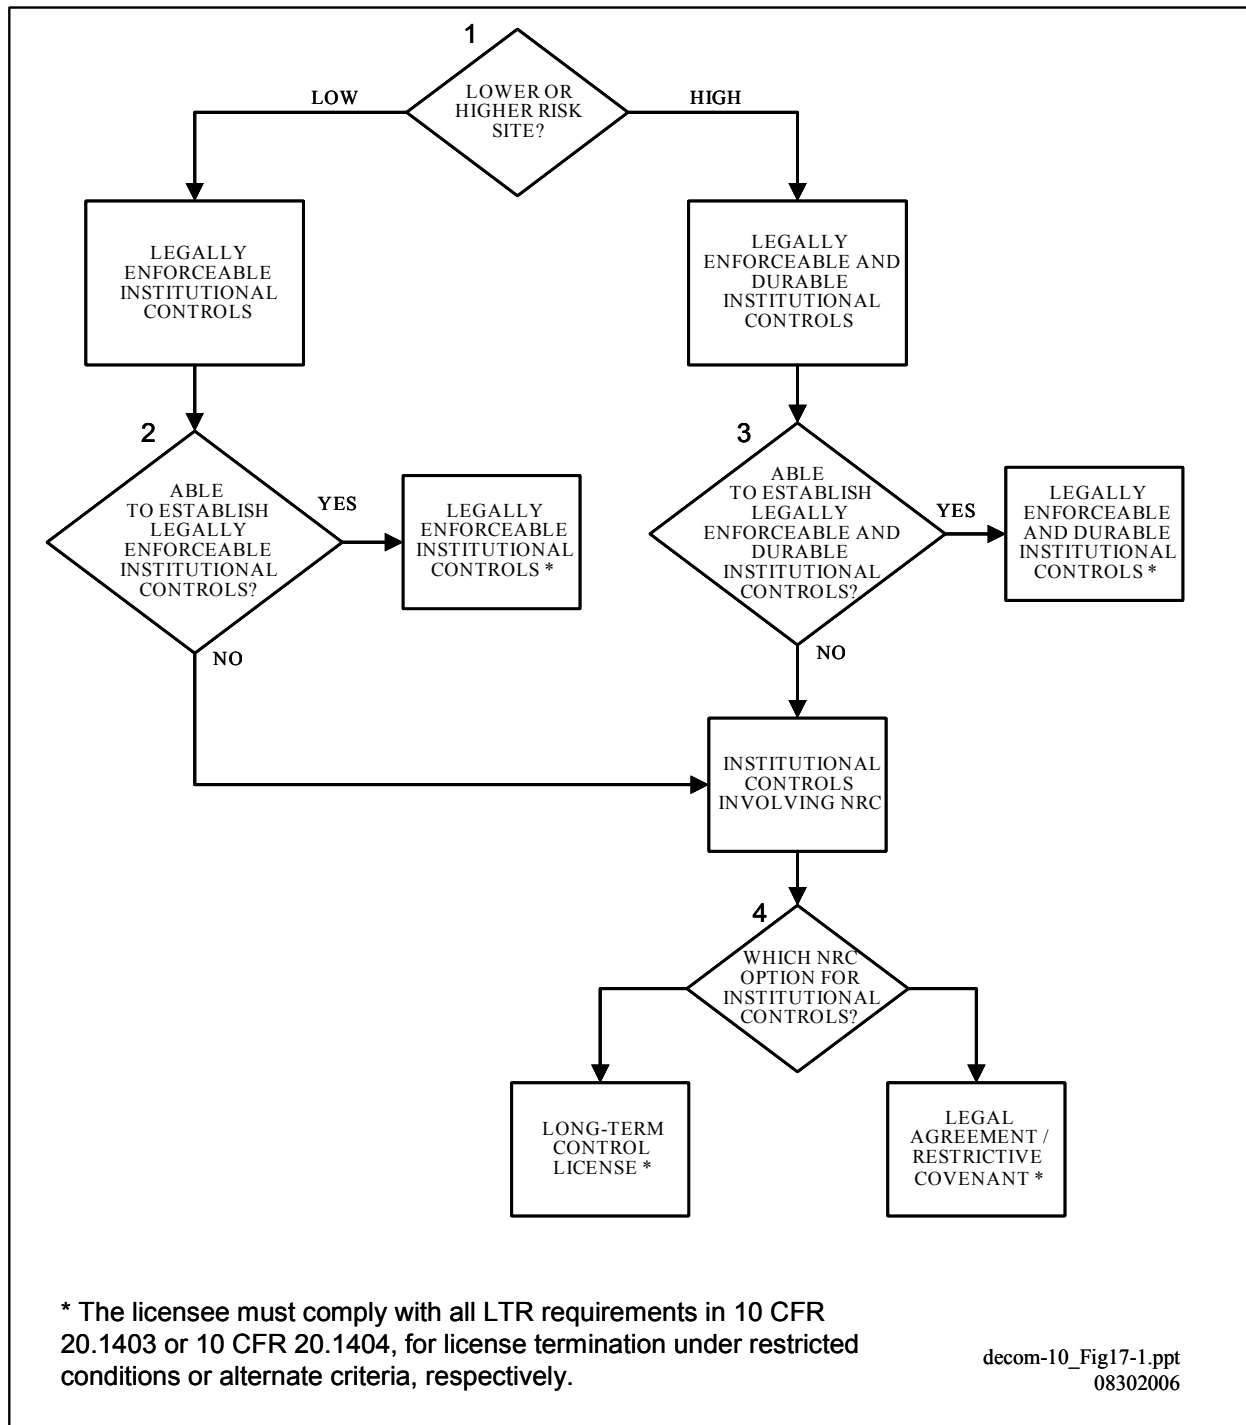 1
LOWER OR
HIGHER RISK
SITE?
LOW
HIGH
LEGALLY
ENFORCEABLE
INSTITUTIONAL
CONTROLS
LEGALLY
ENFORCEABLE AND
DURABLE
INSTITUTIONAL
CONTROLS
2
ABLE
TO ESTABLISH
LEGALLY
ENFORCEABLE
INSTITUTIONAL
CONTROLS?
YES
LEGALLY
ENFORCEABLE
INSTITUTIONAL
CONTROLS *
NO
3
ABLE
TO ESTABLISH
LEGALLY
ENFORCEABLE AND
DURABLE
INSTITUTIONAL
CONTROLS?
YES
LEGALLY
ENFORCEABLE
AND DURABLE
INSTITUTIONAL
CONTROLS *
NO
INSTITUTIONAL
CONTROLS
INVOLVING NRC
4
WHICH NRC
OPTION FOR
INSTITUTIONAL
CONTROLS?
LONG-TERM
CONTROL
LICENSE *
LEGAL
AGREEMENT /
RESTRICTIVE
COVENANT *
* The licensee must comply with all LTR requirements in 10 CFR
20.1403 or 10 CFR 20.1404, for license termination under restricted
conditions or alternate criteria, respectively.
decom-10_Fig17-1.ppt
08302006